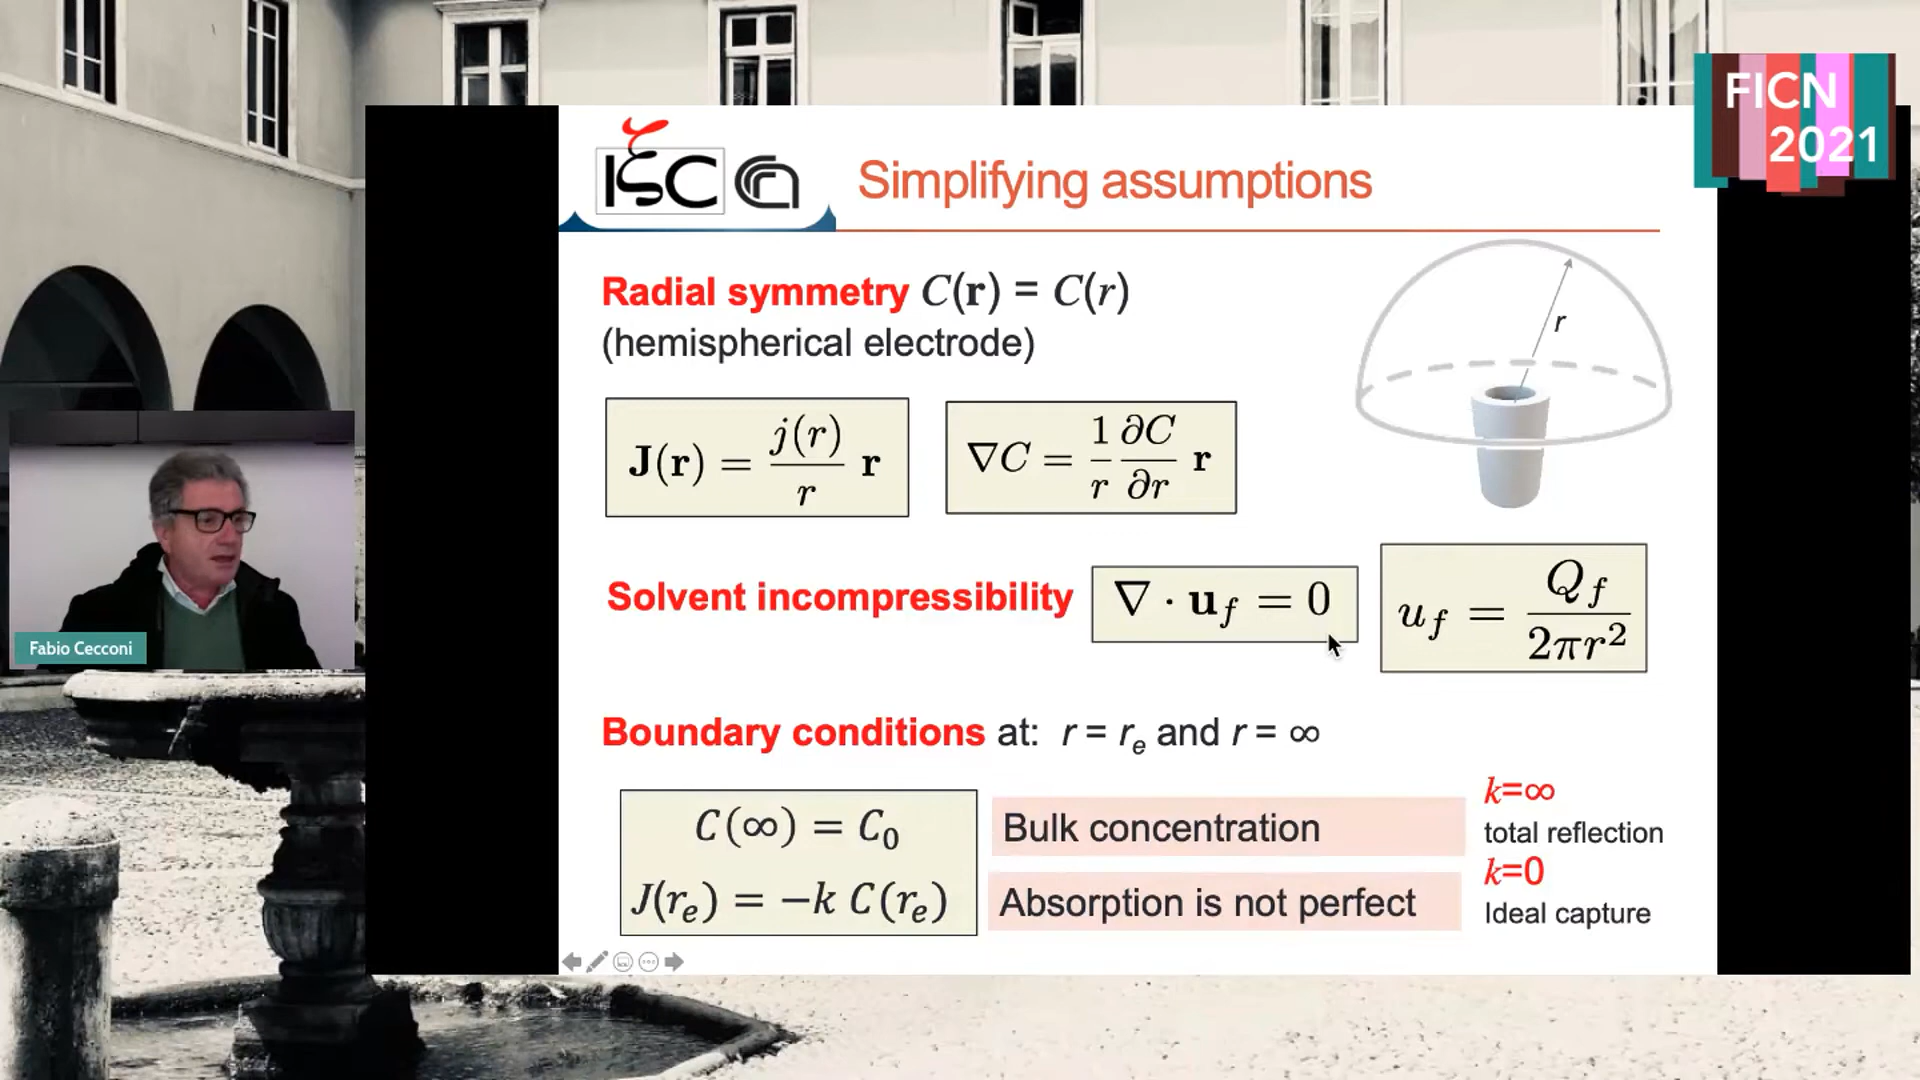 FICN
2021
ISC
Simplifying assumptions
Radial symmetry C(r) = C(r)
(hemispherical electrode)
r
J(r) = j(r)/r r
∇C = 1/r ∂C/∂r r
Solvent incompressibility
∇ · u_f = 0
u_f = Q_f/2πr²
Fabio Cecconi
Boundary conditions at: r = r_e and r = ∞
C(∞) = C₀
J(r_e) = −k C(r_e)
Bulk concentration
Absorption is not perfect
k=∞
total reflection
k=0
Ideal capture